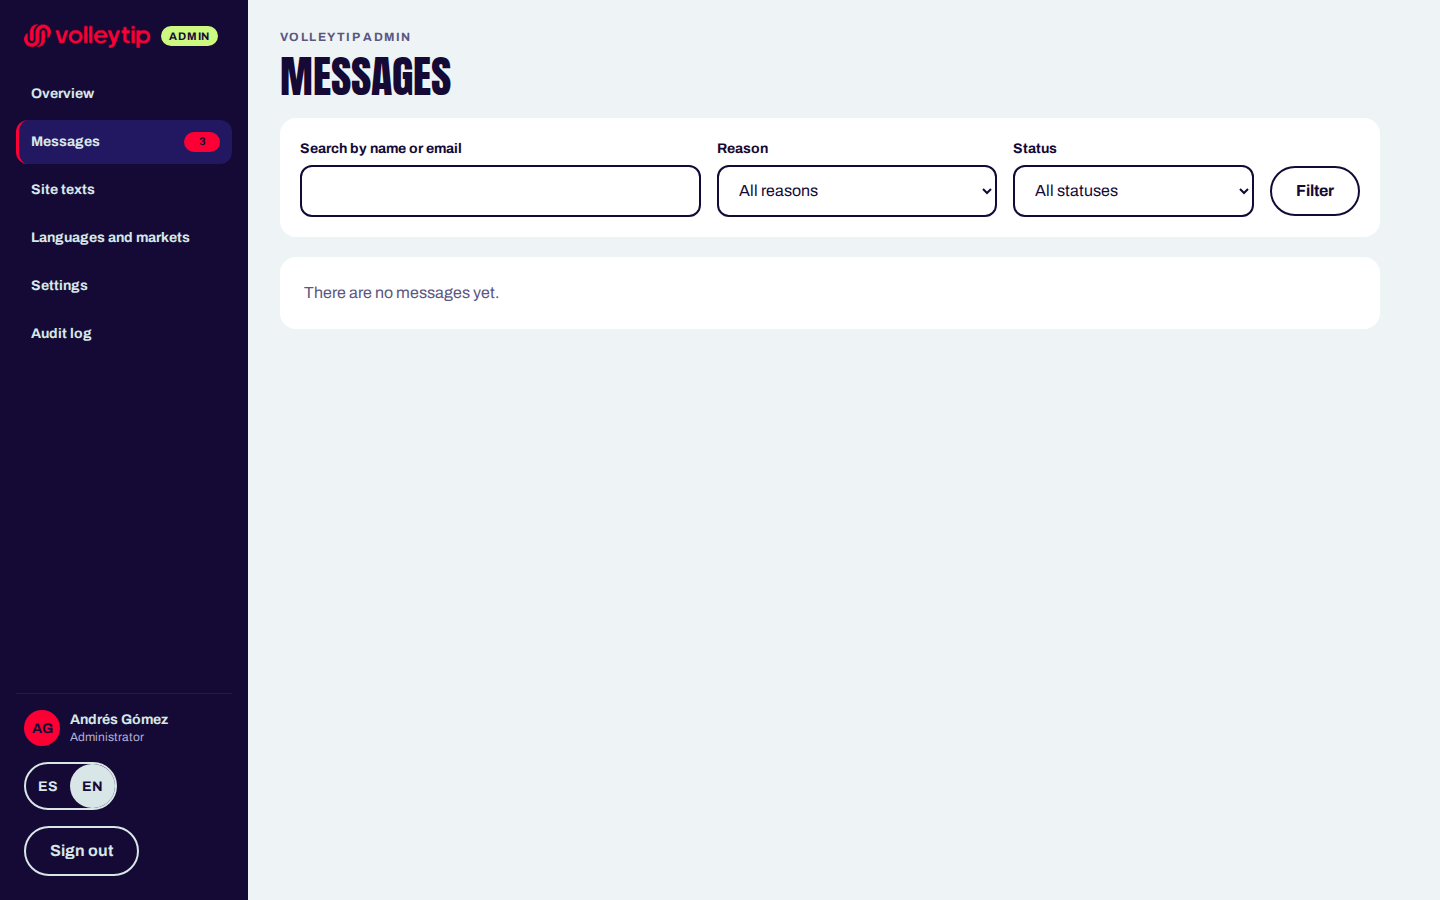 volleytip ADMIN
Overview
Messages 3
Site texts
Languages and markets
Settings
Audit log
AG Andrés Gómez
Administrator
ES EN
Sign out
VOLLEYTIP ADMIN
MESSAGES
Search by name or email Reason Status
All reasons All statuses Filter
There are no messages yet.